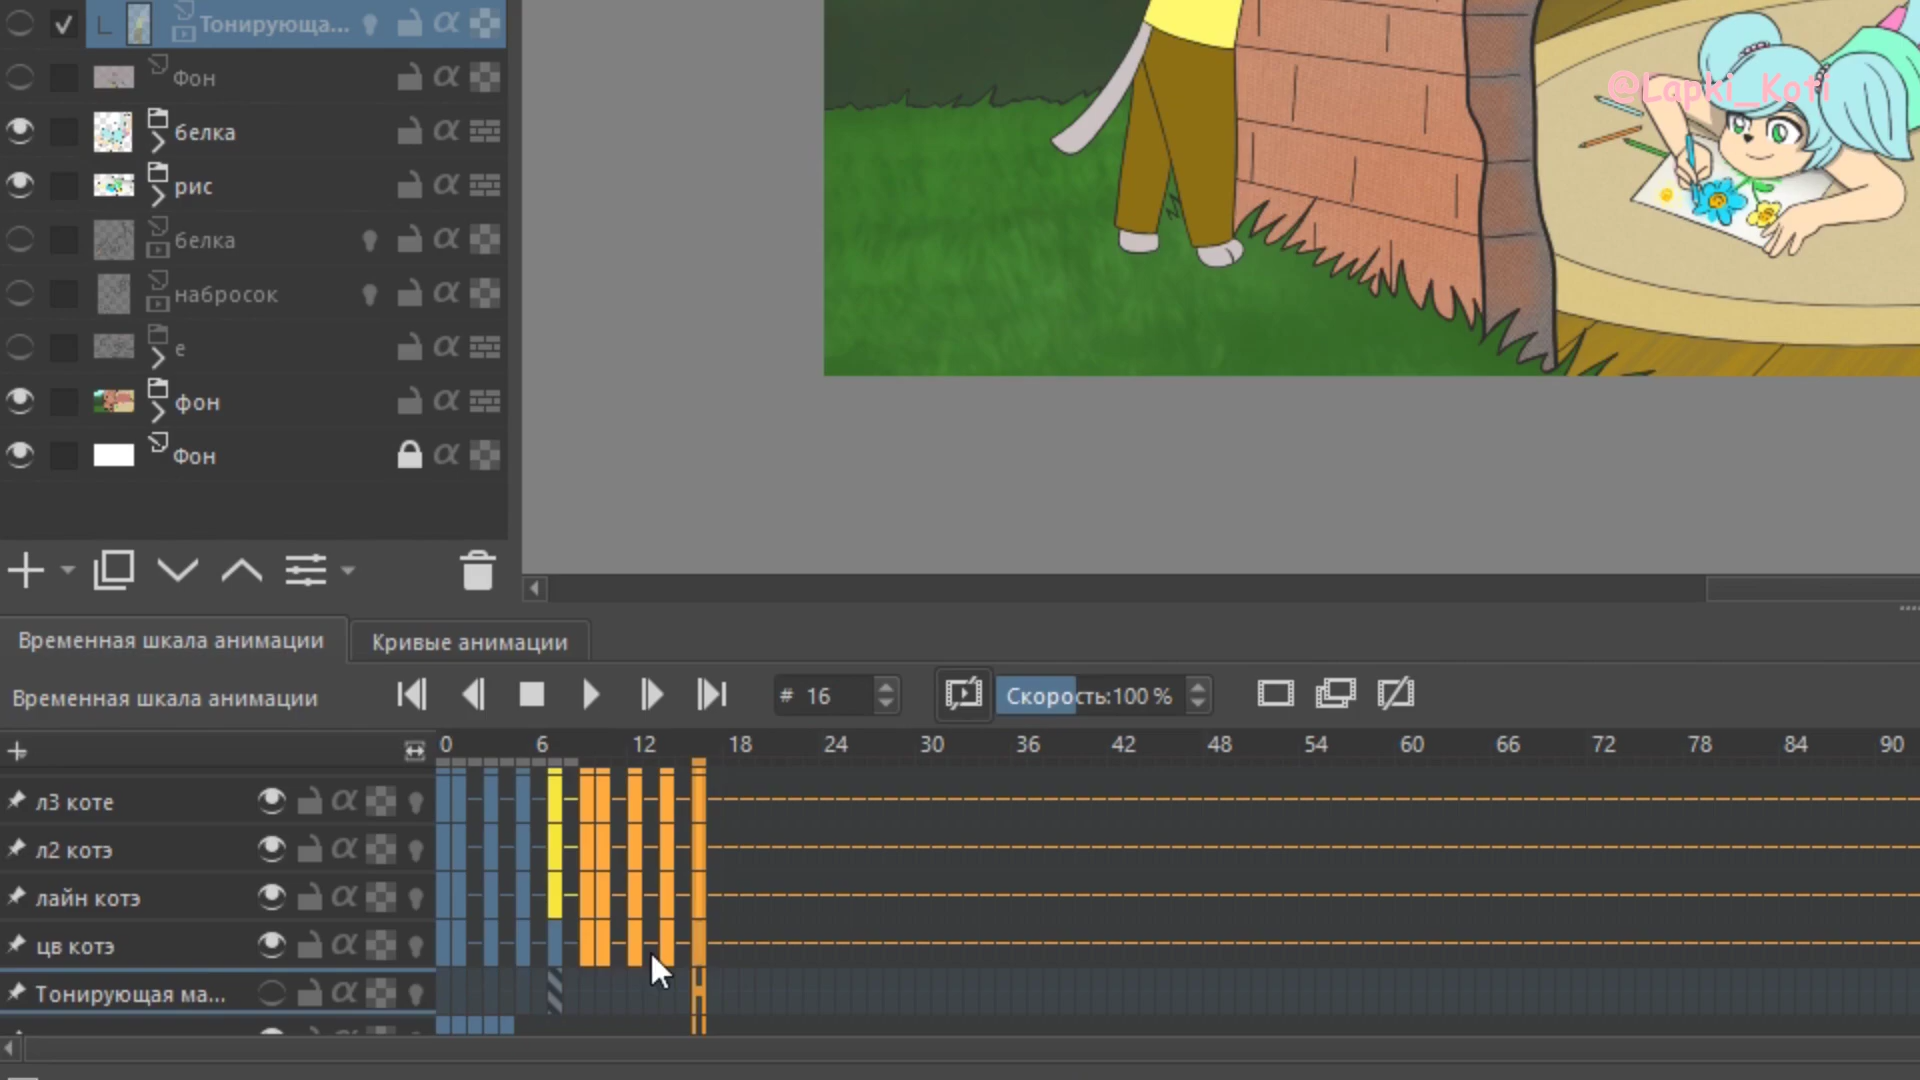 Тонирующа...
Фон
белка
рис
белка
набросок
е
фон
Фон
@Lapki_Koti
Временная шкала анимации
Кривые анимации
Временная шкала анимации
# 16
Скорость:100 %
0 6 12 18 24 30 36 42 48 54 60 66 72 78 84 90
л3 коте
л2 котэ
лайн котэ
цв котэ
Тонирующая ма...